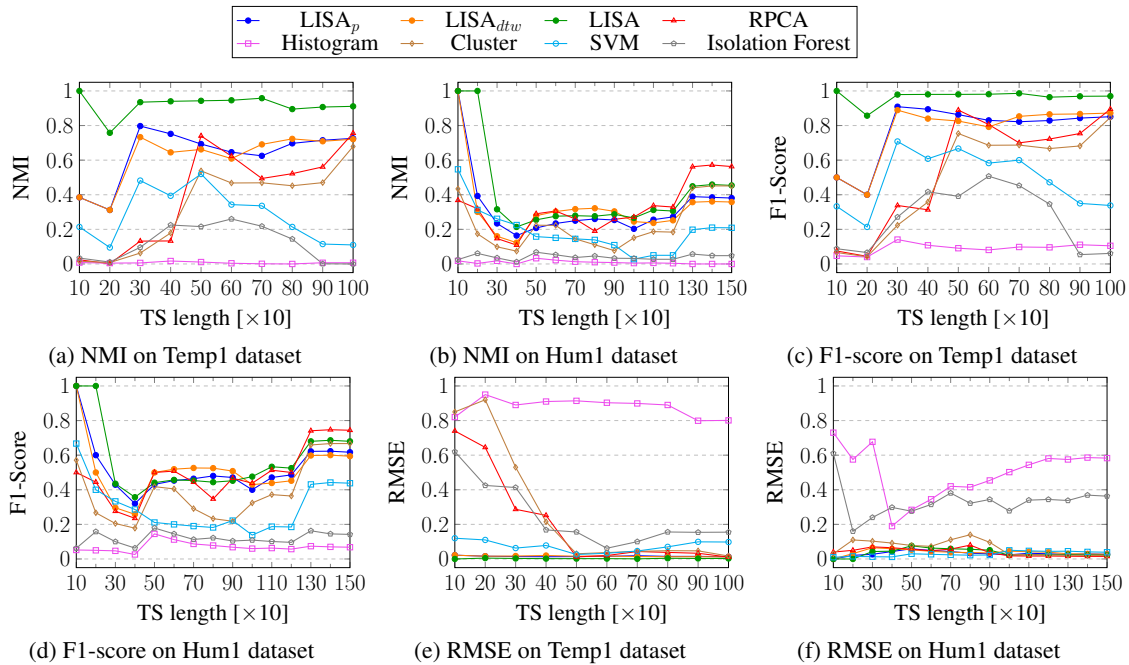 LISAp LISAdtw LISA RPCA
Histogram Cluster SVM Isolation Forest
1
0.8
0.6
0.4
0.2
0
NMI
10 20 30 40 50 60 70 80 90 100
TS length [×10]
(a) NMI on Temp1 dataset
1
0.8
0.6
0.4
0.2
0
NMI
10 30 50 70 90 110 130 150
TS length [×10]
(b) NMI on Hum1 dataset
1
0.8
0.6
0.4
0.2
0
F1-Score
10 20 30 40 50 60 70 80 90 100
TS length [×10]
(c) F1-score on Temp1 dataset
1
0.8
0.6
0.4
0.2
0
F1-Score
10 30 50 70 90 110 130 150
TS length [×10]
(d) F1-score on Hum1 dataset
1
0.8
0.6
0.4
0.2
0
RMSE
10 20 30 40 50 60 70 80 90 100
TS length [×10]
(e) RMSE on Temp1 dataset
1
0.8
0.6
0.4
0.2
0
RMSE
10 30 50 70 90 110 130 150
TS length [×10]
(f) RMSE on Hum1 dataset